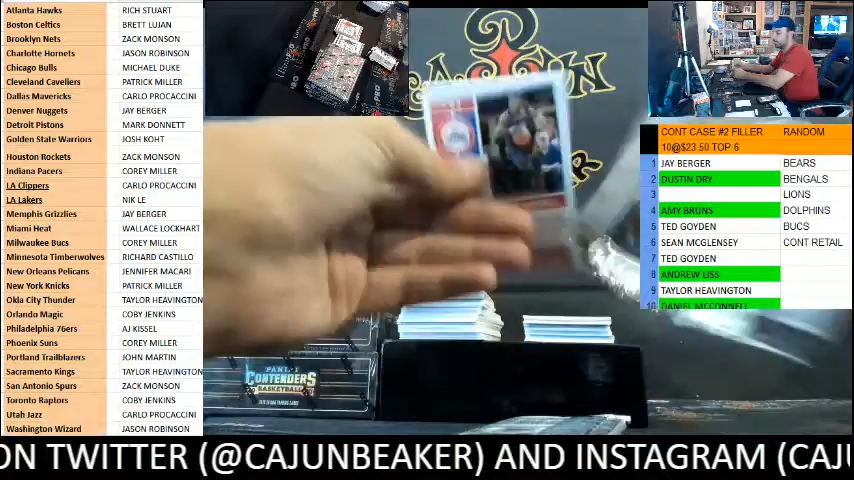 Atlanta Hawks RICH STUART
Boston Celtics BRETT LUJAN
Brooklyn Nets ZACK MONSON
Charlotte Hornets JASON ROBINSON
Chicago Bulls MICHAEL DUKE
Cleveland Caveliers PATRICK MILLER
Dallas Mavericks CARLO PROCACCINI
Denver Nuggets JAY BERGER
Detroit Pistons MARK DONNETT
Golden State Warriors JOSH KOHT
Houston Rockets ZACK MONSON
Indiana Pacers COREY MILLER
LA Clippers CARLO PROCACCINI
LA Lakers NIK LE
Memphis Grizzlies JAY BERGER
Miami Heat WALLACE LOCKHART
Milwaukee Bucs COREY MILLER
Minnesota Timberwolves RICHARD CASTILLO
New Orleans Pelicans JENNIFER MACARI
New York Knicks PATRICK MILLER
Okla City Thunder TAYLOR HEAVINGTON
Orlando Magic COBY JENKINS
Philadelphia 76ers AJ KISSEL
Phoenix Suns COREY MILLER
Portland Trailblazers JOHN MARTIN
Sacramento Kings TAYLOR HEAVINGTON
San Antonio Spurs ZACK MONSON
Toronto Raptors COBY JENKINS
Utah Jazz CARLO PROCACCINI
Washington Wizard JASON ROBINSON
PANINI
CONTENDERS
BASKETBALL
CONT CASE #2 FILLER RANDOM
10@$23.50 TOP 6
1 JAY BERGER BEARS
2 DUSTIN DRY BENGALS
3 LIONS
4 AMY BRUNS DOLPHINS
5 TED GOYDEN BUCS
6 SEAN MCGLENSEY CONT RETAIL
7 TED GOYDEN
8 ANDREW LISS
9 TAYLOR HEAVINGTON
10 DANIEL MCCONNELL
ON TWITTER (@CAJUNBEAKER) AND INSTAGRAM (CAJU